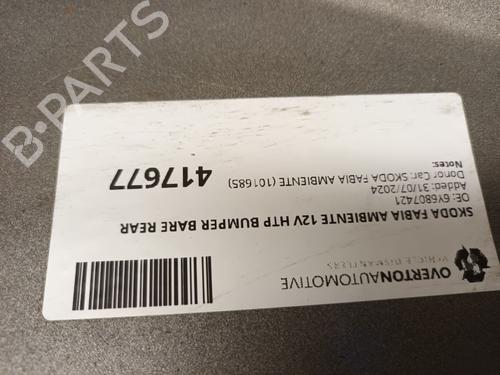 OVERTONAUTOMOTIVE
VEHICLE DISMANTLERS
SKODA FABIA AMBIENTE 12V HTP BUMPER BARE REAR
OE: 6Y6807421
Added: 31/07/2024
Donor Car: SKODA FABIA AMBIENTE (101685)
Notes:
417677
B-PARTS